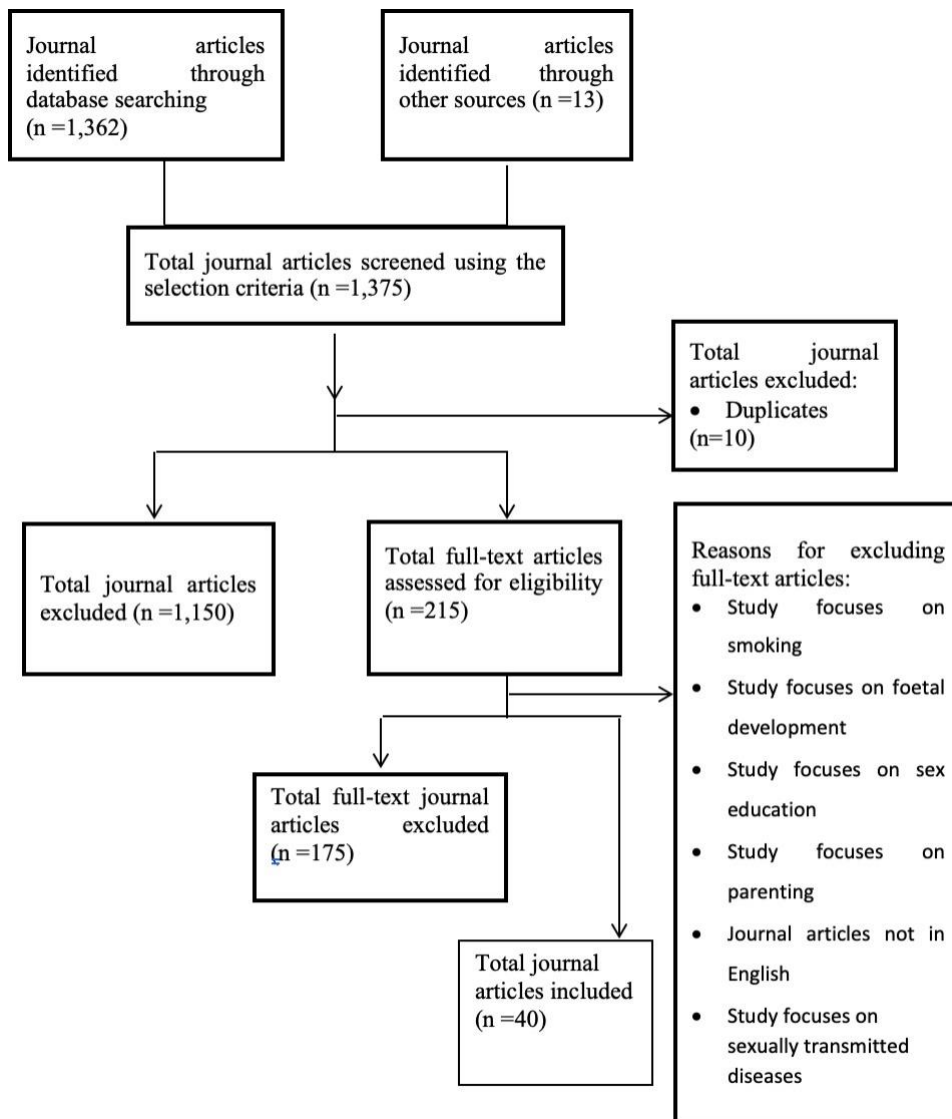 Journal articles
identified through
database searching
(n =1,362)
Journal articles
identified through
other sources (n =13)
Total journal articles screened using the
selection criteria (n =1,375)
Total journal
articles excluded:
• Duplicates
(n=10)
Total journal articles
excluded (n =1,150)
Total full-text articles
assessed for eligibility
(n =215)
Reasons for excluding
full-text articles:
• Study focuses on
smoking
• Study focuses on foetal
development
• Study focuses on sex
education
• Study focuses on
parenting
• Journal articles not in
English
• Study focuses on
sexually transmitted
diseases
Total full-text journal
articles excluded
(n =175)
Total journal
articles included
(n =40)